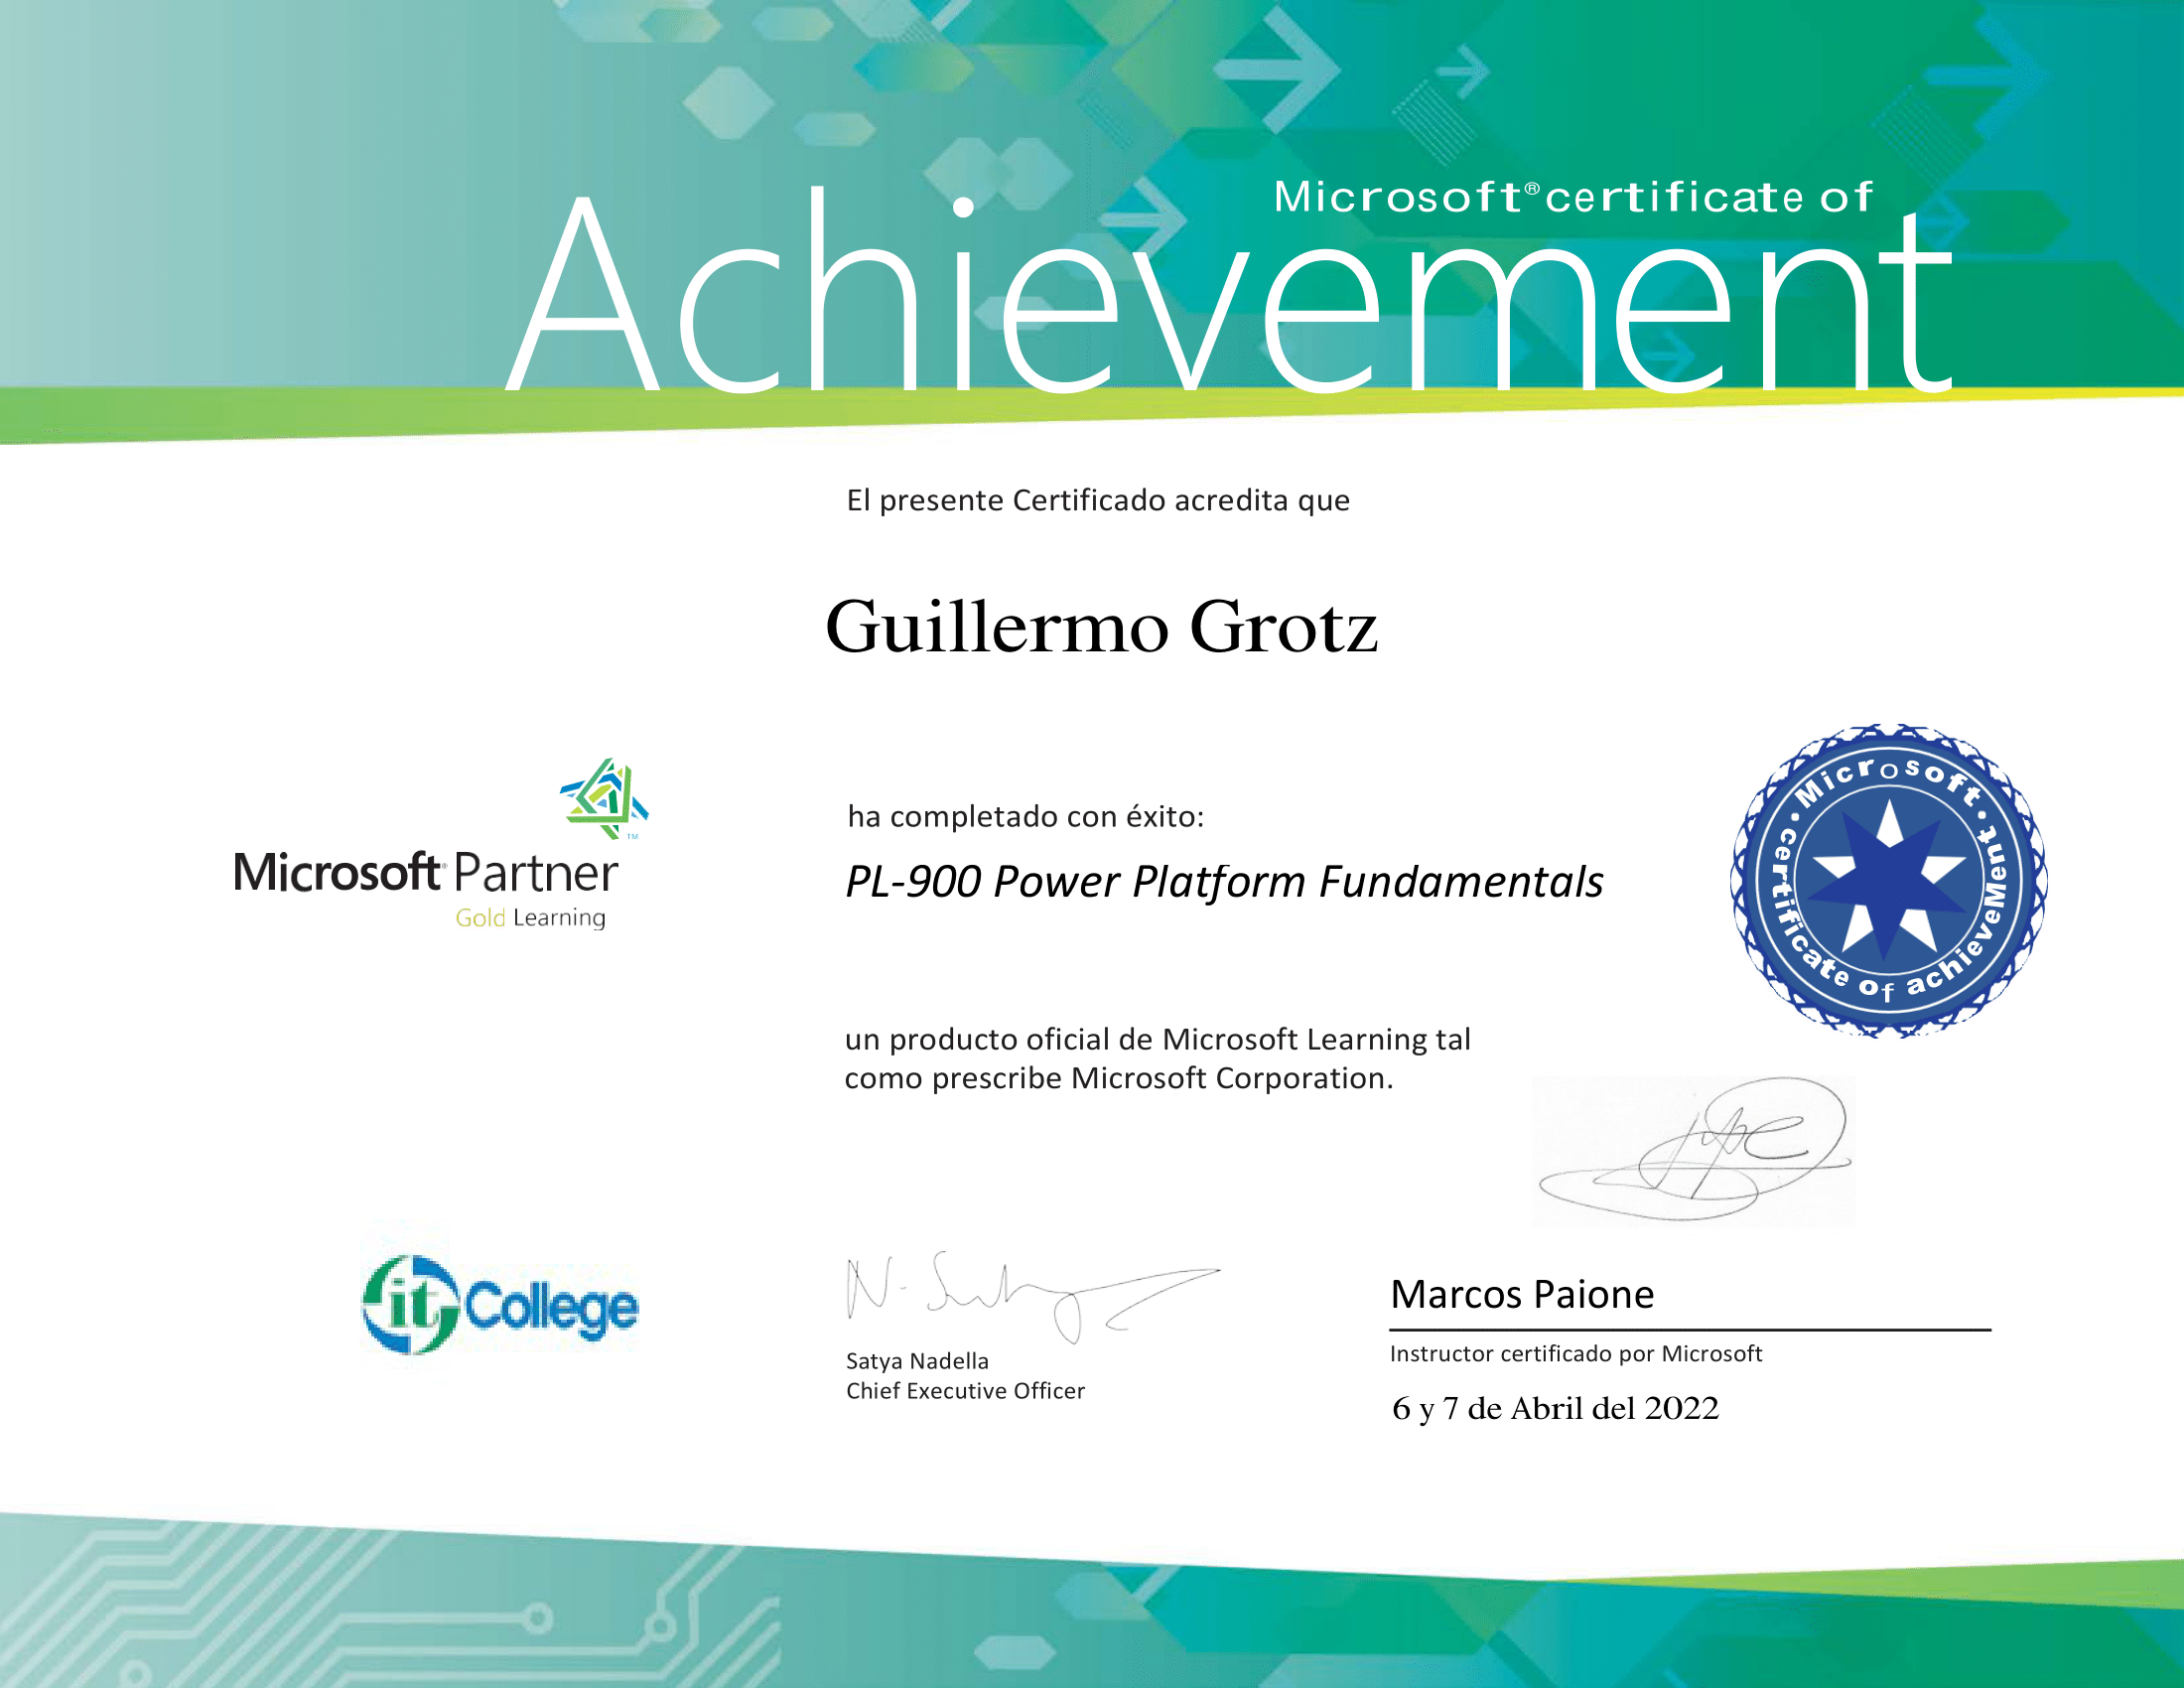 Microsoft® certificate of
Achievement
El presente Certificado acredita que
Guillermo Grotz
Microsoft Partner
Gold Learning
ha completado con éxito:
PL-900 Power Platform Fundamentals
Microsoft • certificate of achieveMent •
un producto oficial de Microsoft Learning tal
como prescribe Microsoft Corporation.
it College
Satya Nadella
Chief Executive Officer
Marcos Paione
Instructor certificado por Microsoft
6 y 7 de Abril del 2022